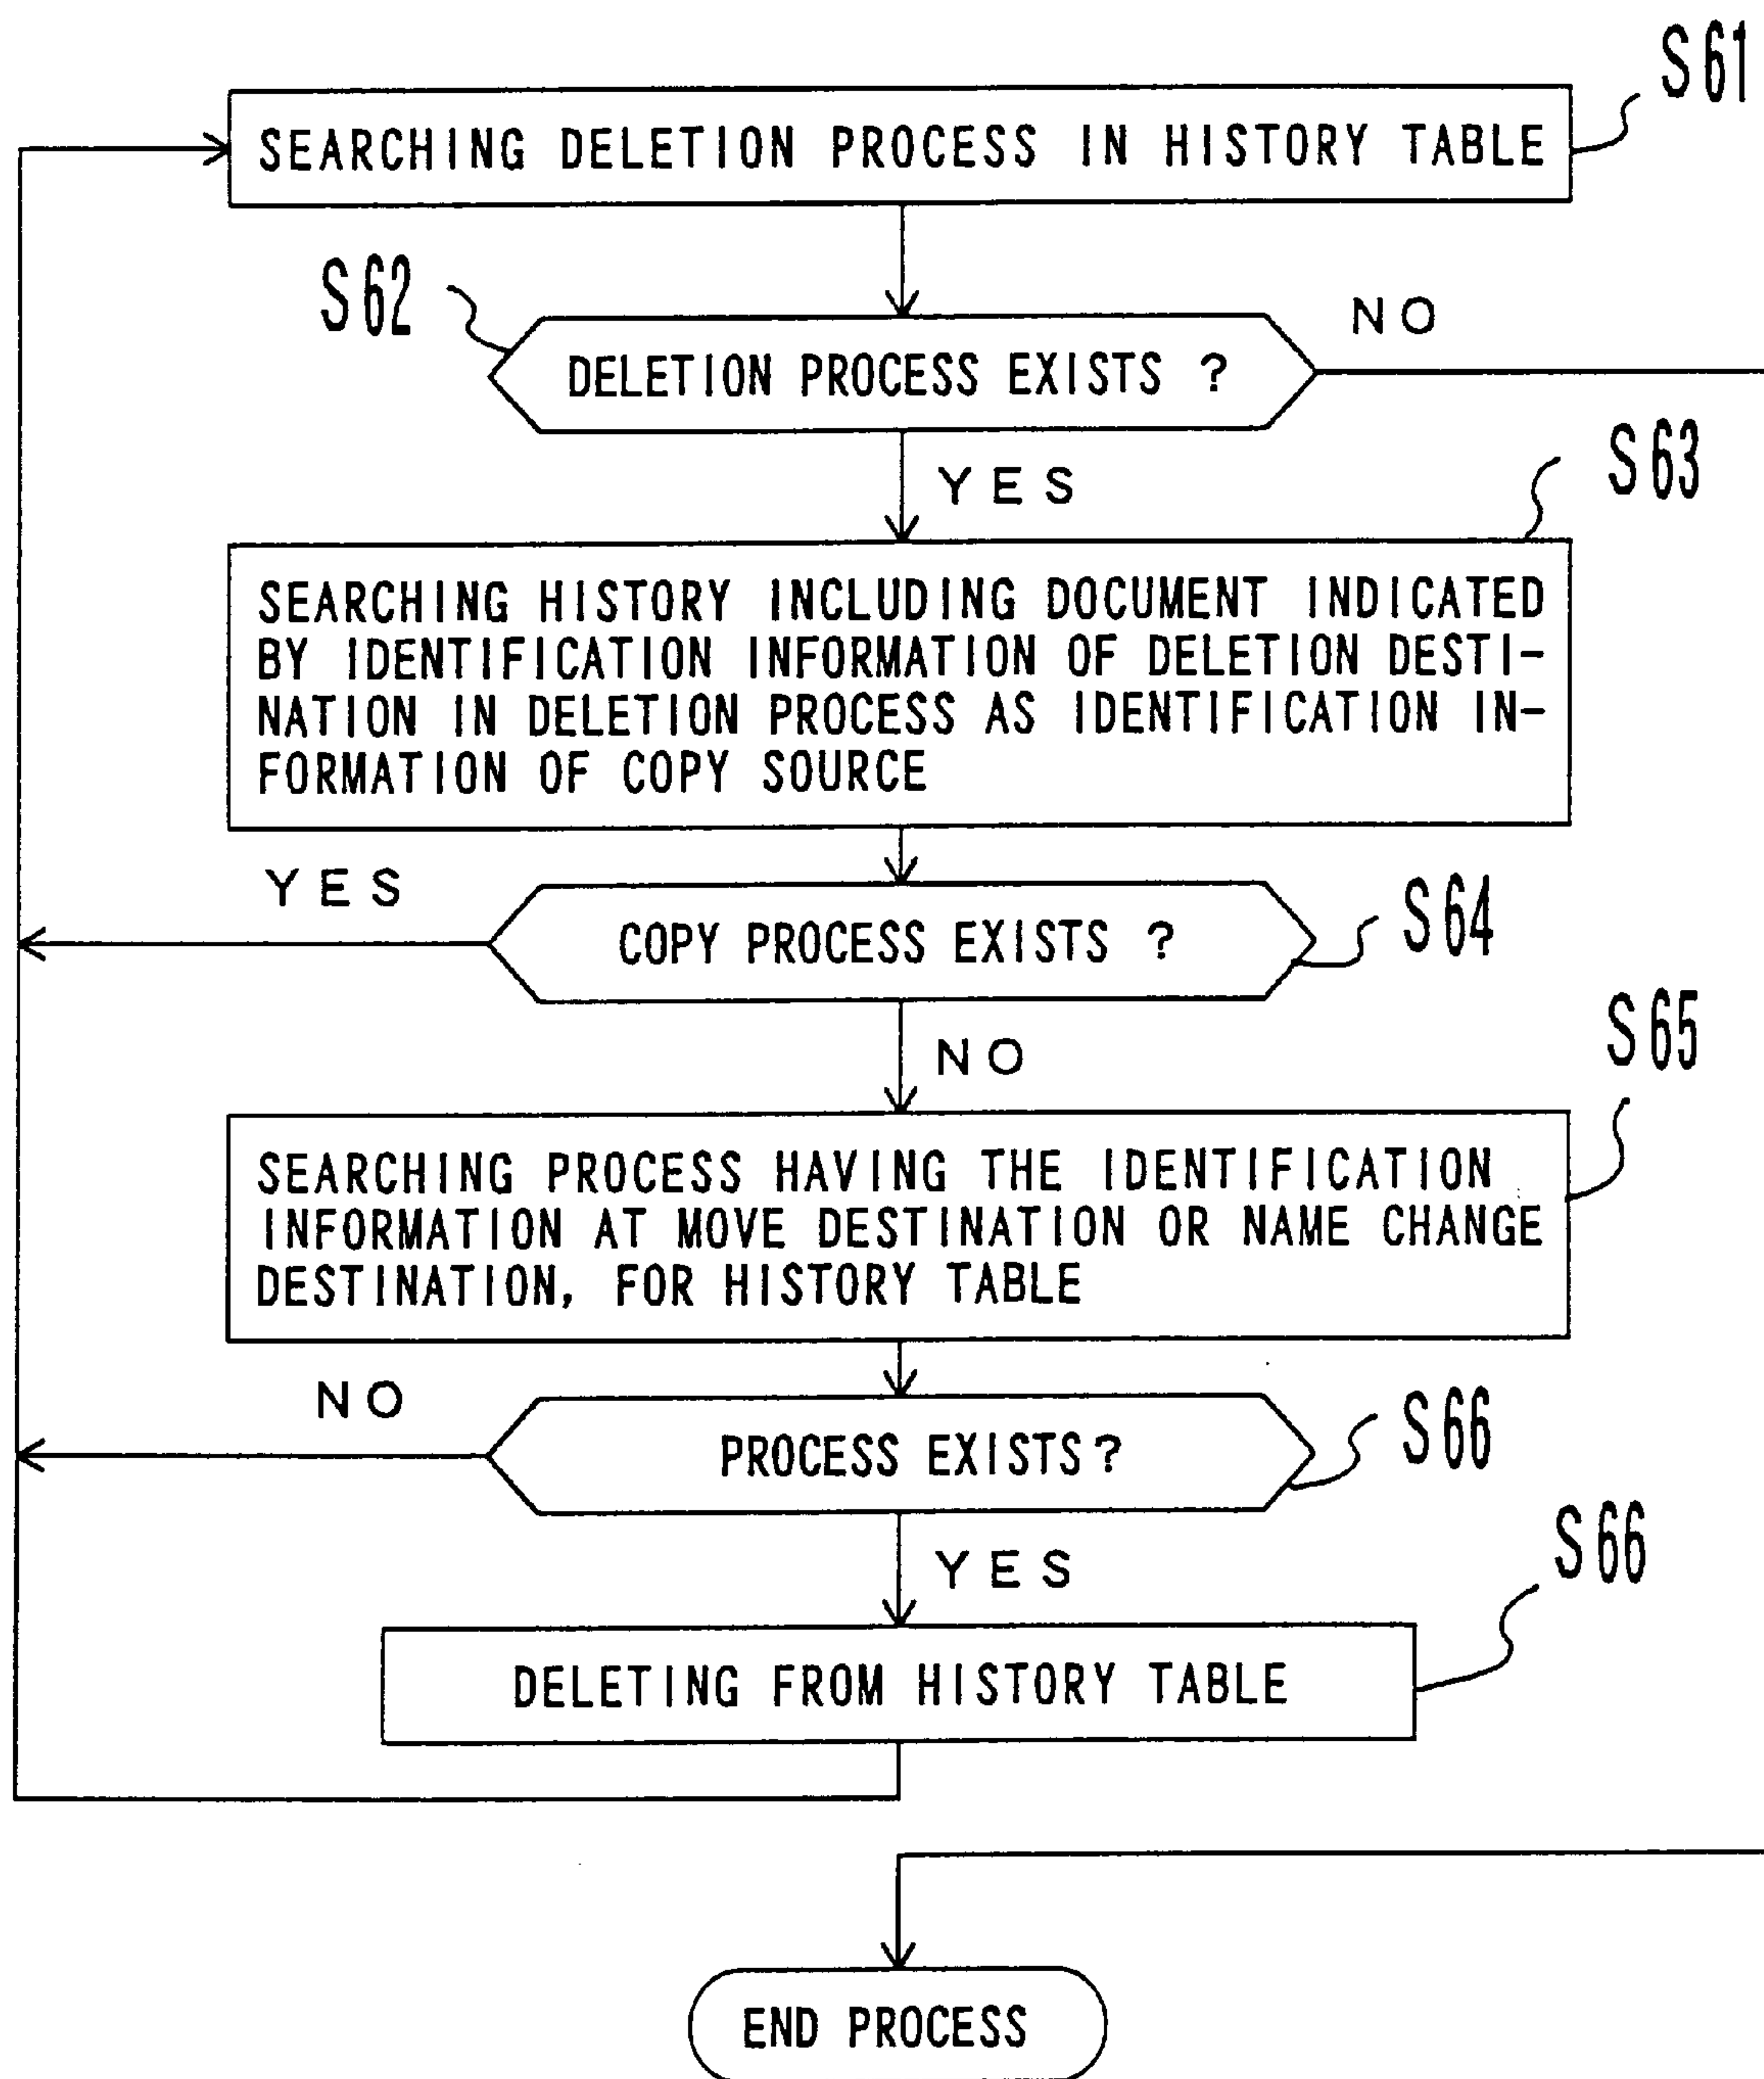 S61
SEARCHING DELETION PROCESS IN HISTORY TABLE
S62
NO
DELETION PROCESS EXISTS ?
YES
S63
SEARCHING HISTORY INCLUDING DOCUMENT INDICATED
BY IDENTIFICATION INFORMATION OF DELETION DESTI-
NATION IN DELETION PROCESS AS IDENTIFICATION IN-
FORMATION OF COPY SOURCE
YES
COPY PROCESS EXISTS ?
S64
NO
S65
SEARCHING PROCESS HAVING THE IDENTIFICATION
INFORMATION AT MOVE DESTINATION OR NAME CHANGE
DESTINATION, FOR HISTORY TABLE
NO
PROCESS EXISTS?
S66
YES
S66
DELETING FROM HISTORY TABLE
END PROCESS